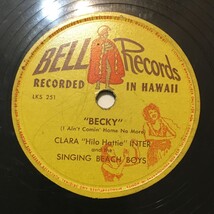 BELL Records
RECORDED IN HAWAII
LKS 251
"BECKY"
(I Ain't Comin' Home No More)
CLARA "Hilo Hattie" INTER
and the
SINGING BEACH BOYS